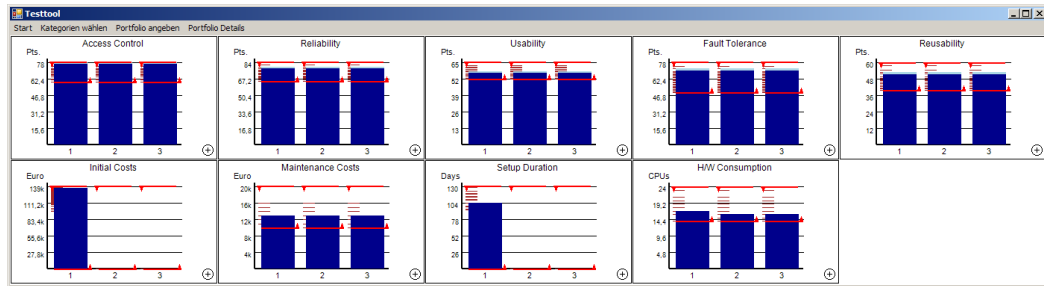 Testtool
Start Kategorien wählen Portfolio angeben Portfolio Details
Access Control
Pts.
78
62,4
46,8
31,2
15,6
1 2 3
Reliability
Pts.
84
67,2
50,4
33,6
16,8
1 2 3
Usability
Pts.
65
52
39
26
13
1 2 3
Fault Tolerance
Pts.
78
62,4
46,8
31,2
15,6
1 2 3
Reusability
Pts.
60
48
36
24
12
1 2 3
Initial Costs
Euro
139k
111,2k
83,4k
55,6k
27,8k
1 2 3
Maintenance Costs
Euro
20k
16k
12k
8k
4k
1 2 3
Setup Duration
Days
130
104
78
52
26
1 2 3
H/W Consumption
CPUs
24
19,2
14,4
9,6
4,8
1 2 3